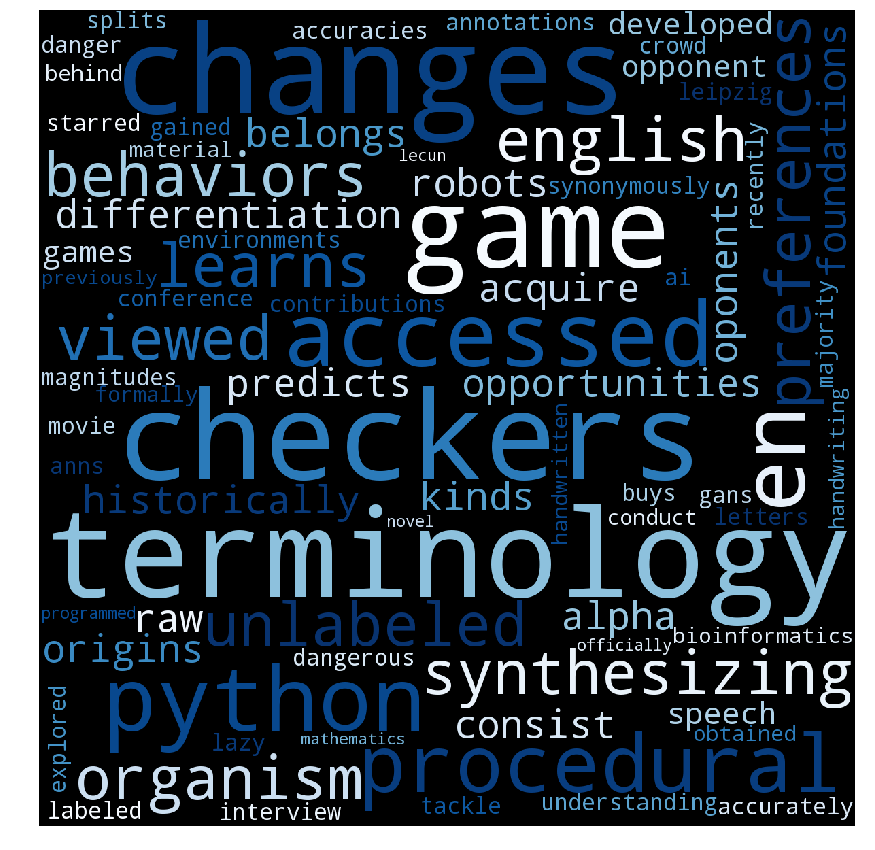 splits
accuracies
annotations
developed
danger
changes
crowd
behind
opponent
preferences
foundations
leipzig
starred
gained
belongs
english
material
lecun
recently
behaviors
robots
synonymously
differentiation
game
oponents
games
environments
learns
previously
acquire
ai
conference
contributions
viewed
accessed
majority
magnitudes
formally
predicts
opportunities
movie
checkers
handwritten
en
handwriting
anns
historically
kinds
buys
gans
novel
conduct
letters
terminology
programmed
raw
unlabeled
alpha
origins
officially
bioinformatics
dangerous
synthesizing
python
explored
lazy
mathematics
consist
speech
obtained
organism
procedural
labeled
interview
tackle
understanding
accurately